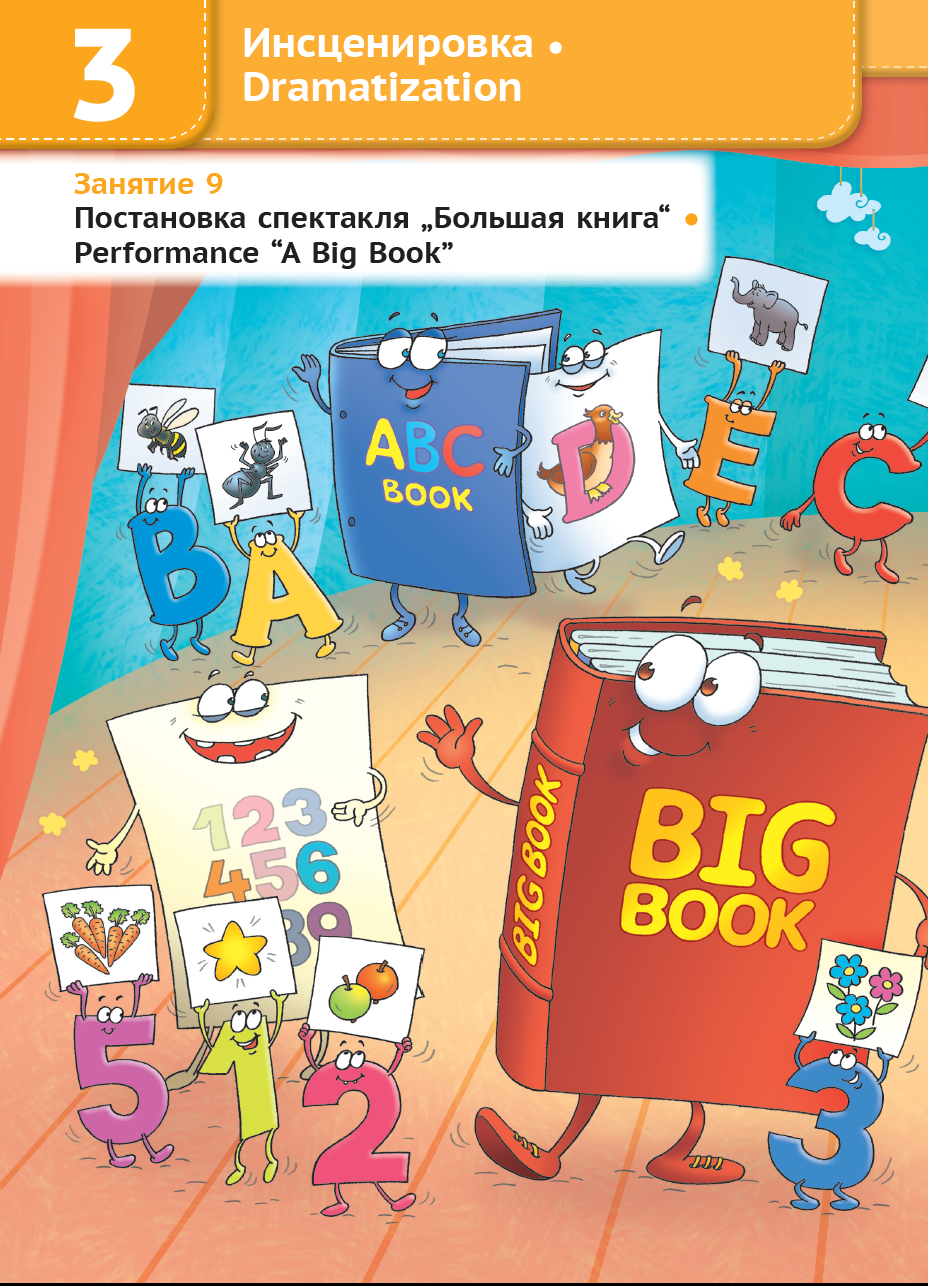 3
Инсценировка •
Dramatization
Занятие 9
Постановка спектакля „Большая книга“ •
Performance “A Big Book”
ABC
BOOK
D
E
C
B
A
BIG BOOK
BIG
BOOK
123
456
89
5
1
2
3